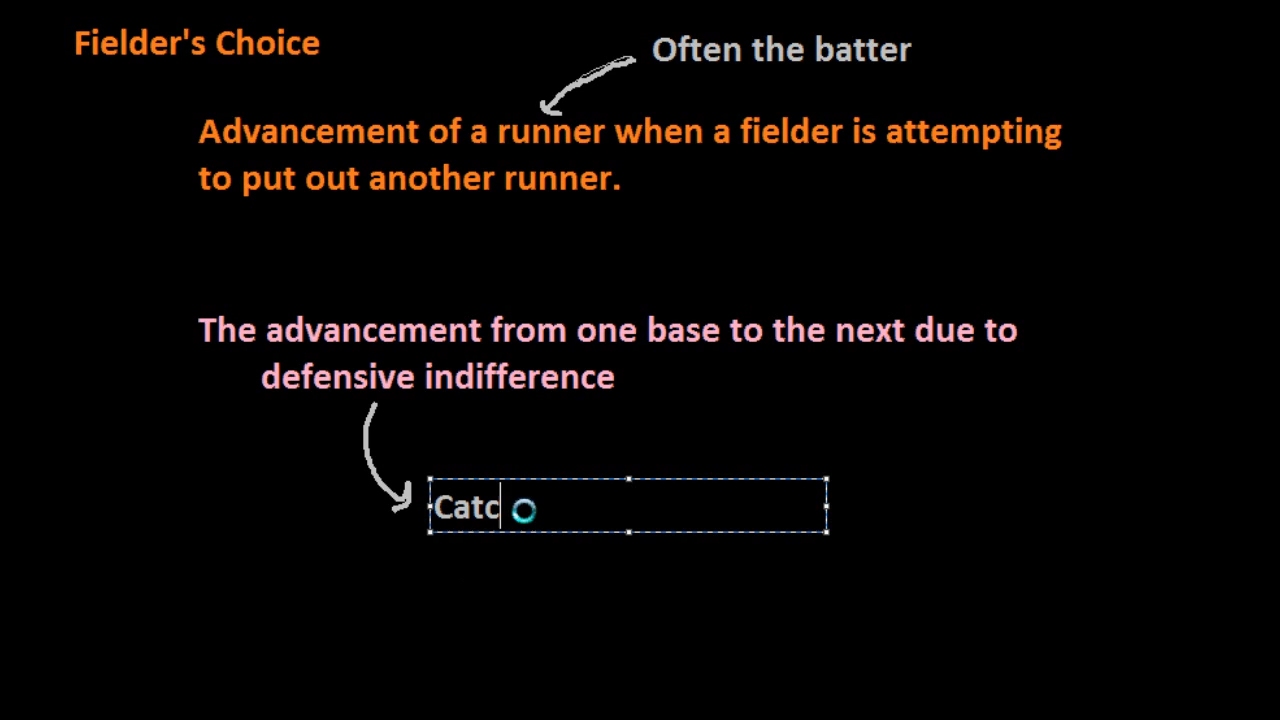 Fielder's Choice
Often the batter
Advancement of a runner when a fielder is attempting
to put out another runner.
The advancement from one base to the next due to
defensive indifference
Catc